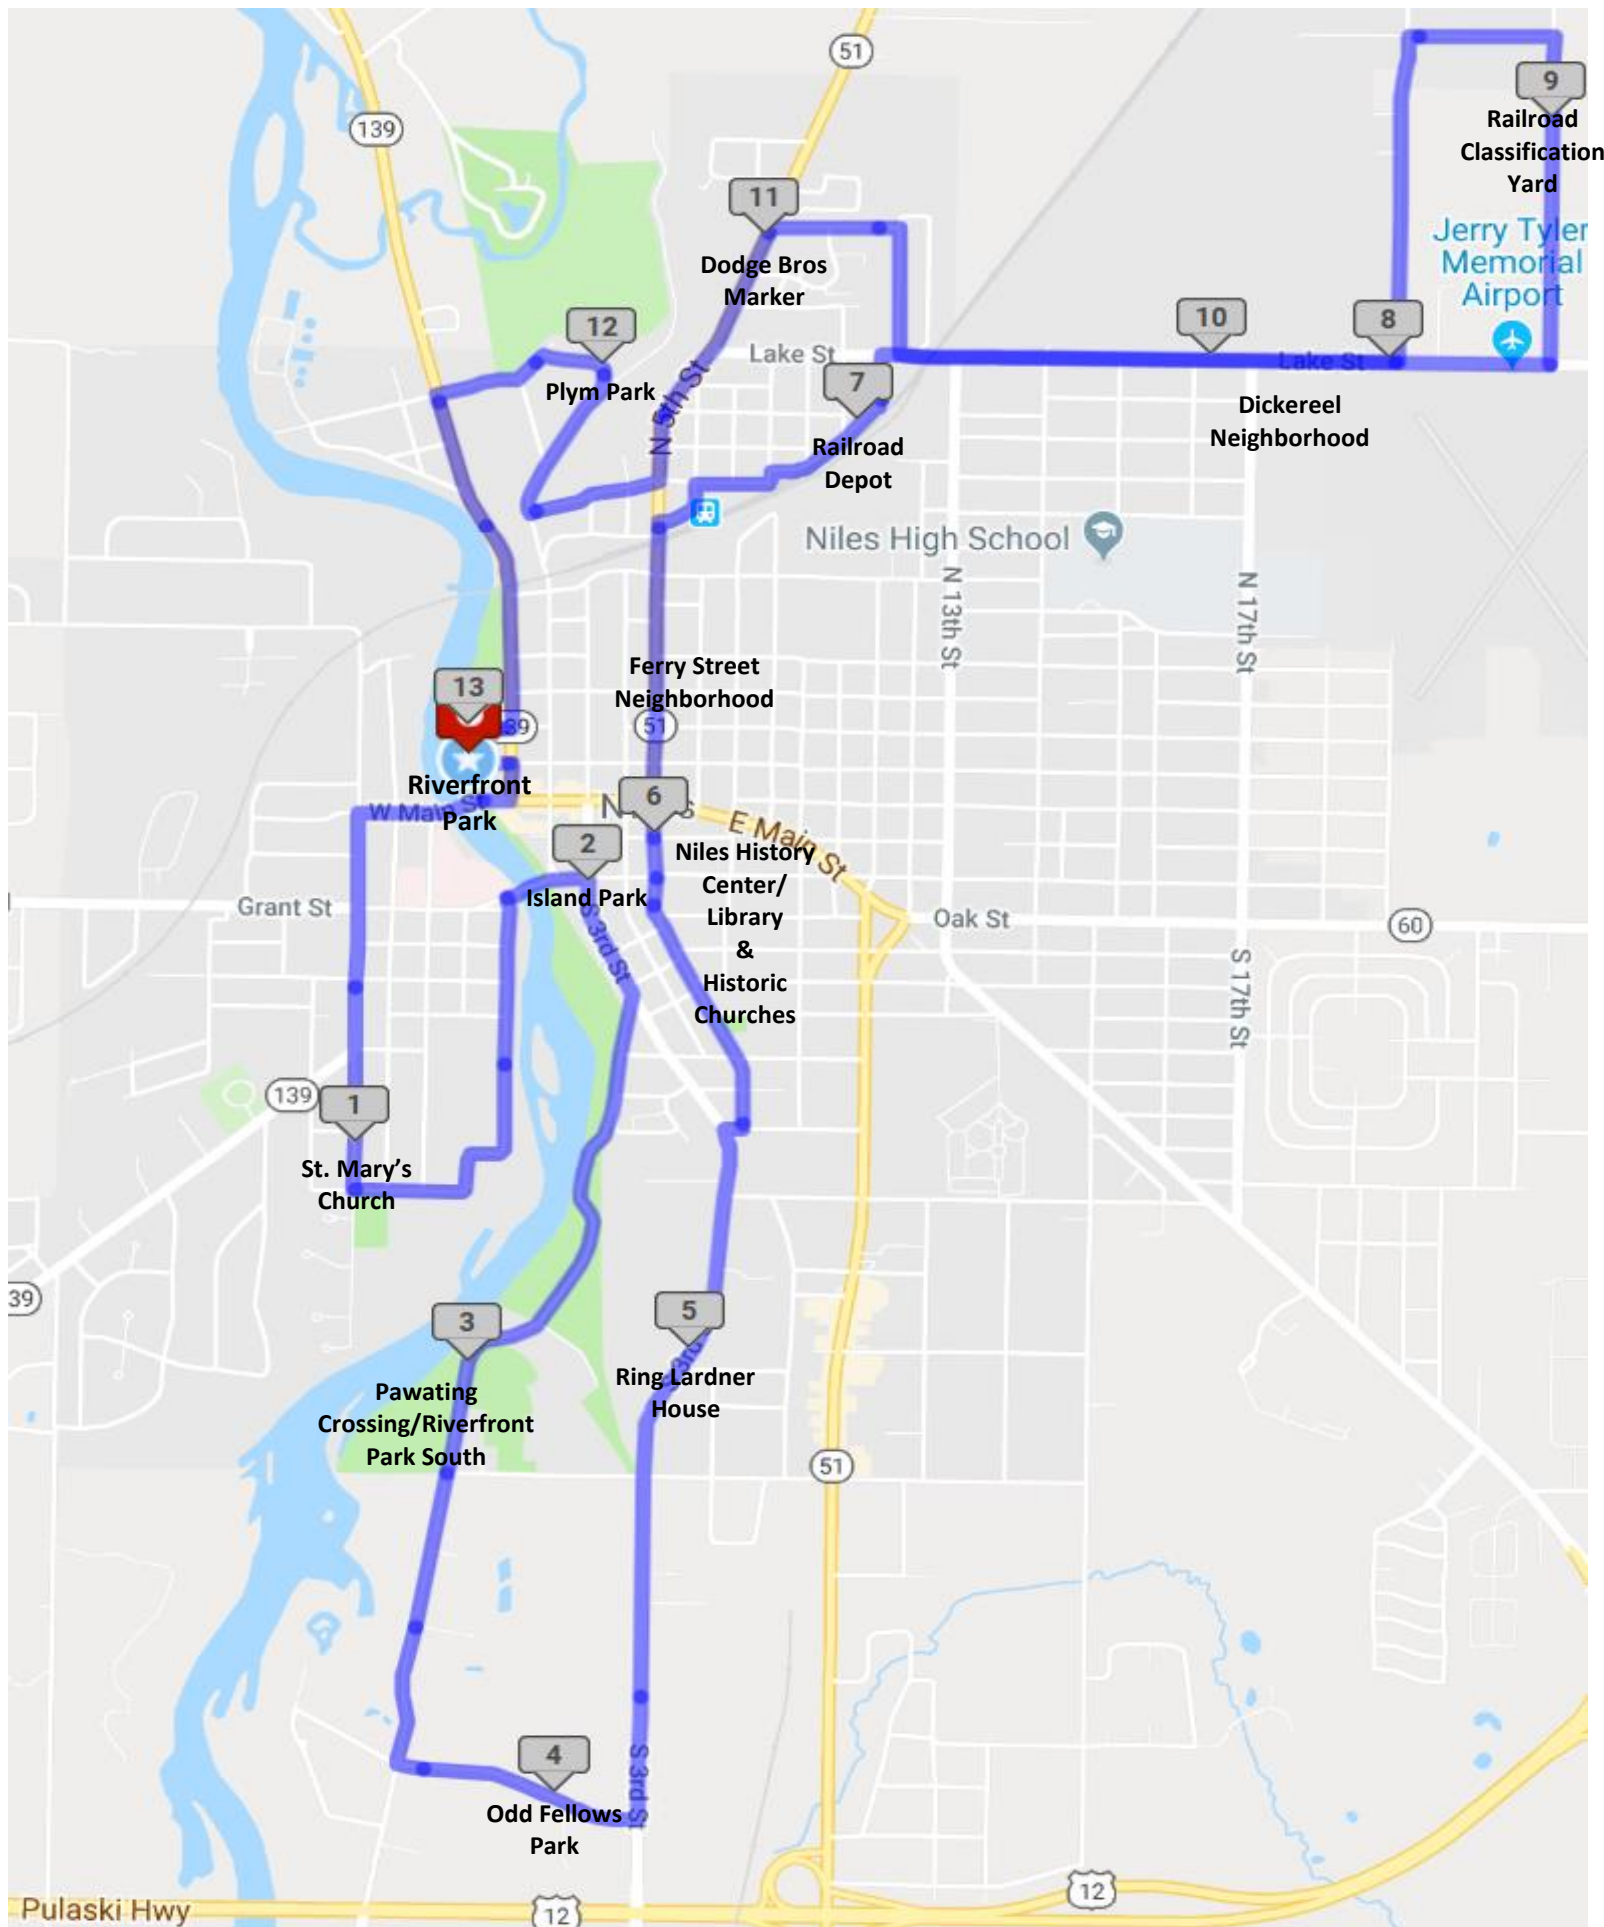 51
139
9
Railroad
Classification
Yard
11
Jerry Tyler
Memorial
Airport
Dodge Bros
Marker
12
10
8
Lake St
Lake St
7
Plym Park
N 5th St
Dickereel
Neighborhood
Railroad
Depot
Niles High School
N 13th St
N 17th St
Ferry Street
Neighborhood
13
39
51
Riverfront
Park
W Main St
6
E Main St
2
Niles History
Center/
Library
&
Historic
Churches
Island Park
S 3rd St
Grant St
Oak St
60
S 17th St
139
1
St. Mary's
Church
39
3
5
Pawating
Crossing/Riverfront
Park South
Ring Lardner
House
S 3rd
51
4
S 3rd St
Odd Fellows
Park
12
Pulaski Hwy
12